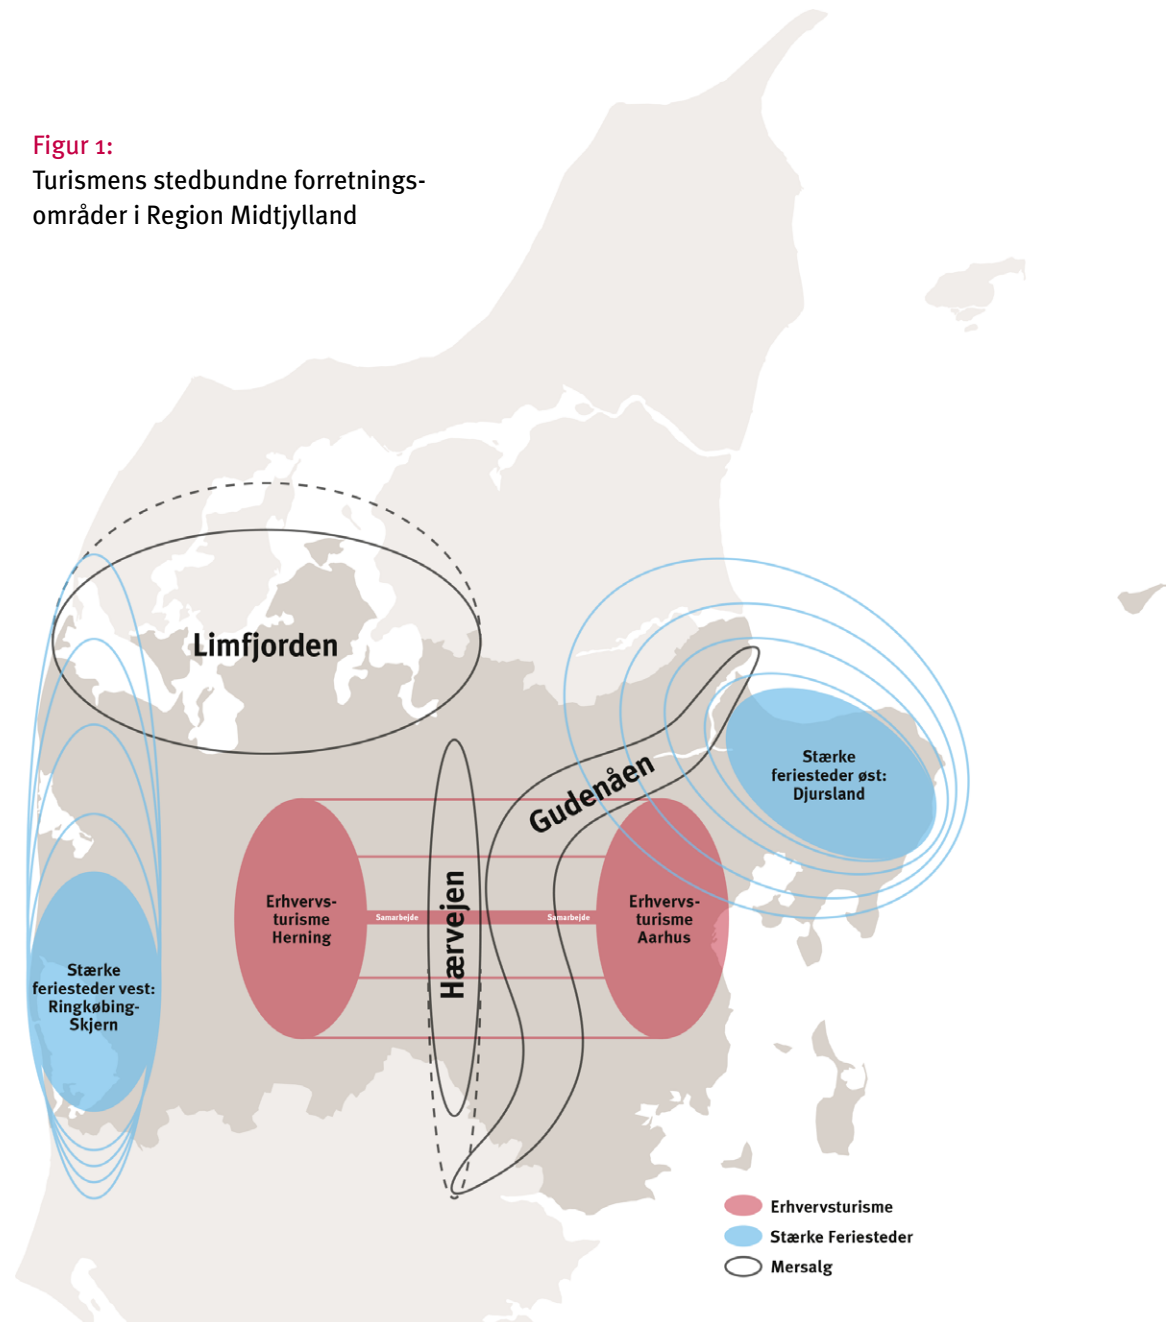 Figur 1:
Turismens stedbundne forretnings-
områder i Region Midtjylland
Limfjorden
Gudenåen
Stærke
feriesteder øst:
Djursland
Hærvejen
Erhvervs-
turisme
Herning
Samarbejde
Samarbejde
Erhvervs-
turisme
Aarhus
Stærke
feriesteder vest:
Ringkøbing-
Skjern
Erhvervsturisme
Stærke Feriesteder
Mersalg